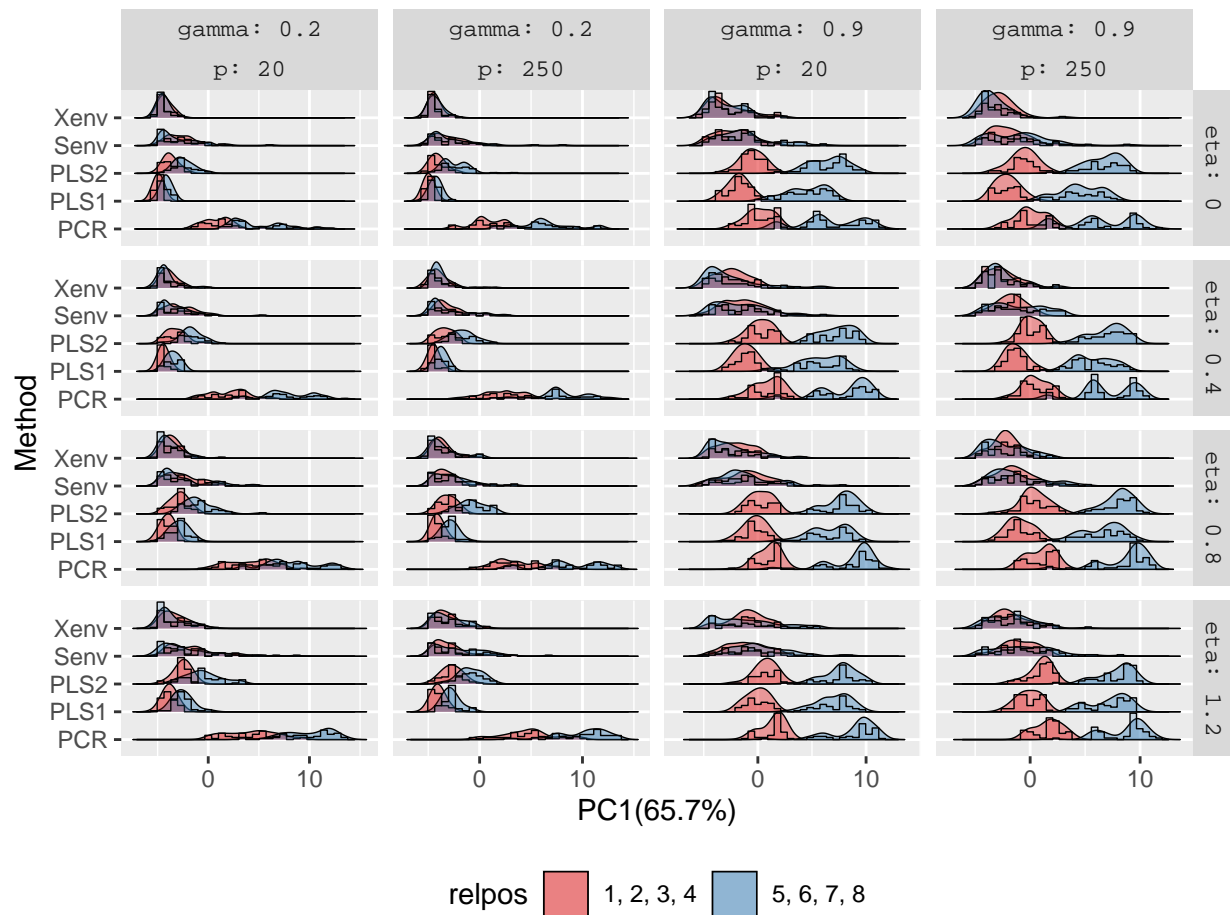 gamma: 0.2 gamma: 0.2 gamma: 0.9 gamma: 0.9
p: 20 p: 250 p: 20 p: 250
Method
Xenv
Senv
PLS2
PLS1
PCR
eta: 0
Xenv
Senv
PLS2
PLS1
PCR
eta: 0.4
Xenv
Senv
PLS2
PLS1
PCR
eta: 0.8
Xenv
Senv
PLS2
PLS1
PCR
eta: 1.2
0 10 0 10 0 10 0 10
PC1(65.7%)
relpos 1, 2, 3, 4 5, 6, 7, 8